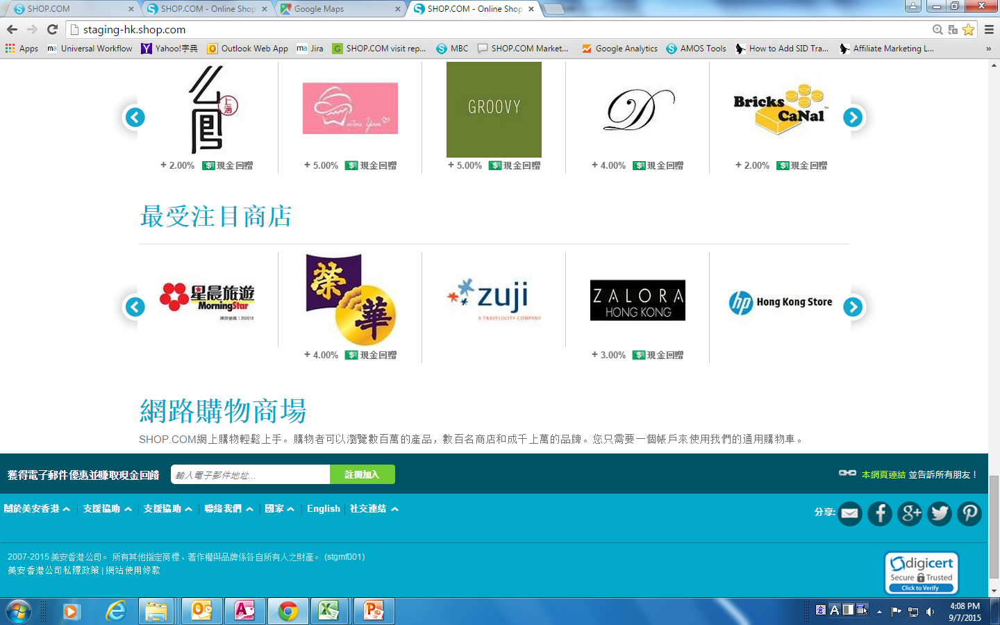 SHOP.COM
SHOP.COM - Online Shop
Google Maps
SHOP.COM - Online Shop
staging-hk.shop.com
Apps
ma Universal Workflow
Yahoo!字典
Outlook Web App
ma Jira
SHOP.COM visit rep...
MBC
SHOP.COM Market...
Google Analytics
AMOS Tools
How to Add SID Tra...
Affiliate Marketing L...
»
上海
GROOVY
D
Bricks CaNal
+ 2.00% 現金回贈
+ 5.00% 現金回贈
+ 5.00% 現金回贈
+ 4.00% 現金回贈
+ 2.00% 現金回贈
最受注目商店
星晨旅遊
MorningStar
牌照號碼：350016
榮華
zuji
A TRAVELOCITY COMPANY
ZALORA
HONG KONG
hp Hong Kong Store
+ 4.00% 現金回贈
+ 3.00% 現金回贈
網路購物商場
SHOP.COM網上購物輕鬆上手。購物者可以瀏覽數百萬的產品，數百名商店和成千上萬的品牌。您只需要一個帳戶來使用我們的通用購物車。
獲得電子郵件優惠並賺取現金回饋
輸入電子郵件地址...
註冊加入
本網頁連結 並告訴所有朋友！
關於美安香港
支援協助
支援協助
聯絡我們
國家
English
社交連結
分享:
2007-2015 美安香港公司。 所有其他指定商標、著作權與品牌係各自所有人之財產。 (stgmf001)
美安香港公司私隱政策 | 網站使用條款
digicert
Secure Trusted
Click to Verify
倉 A
4:08 PM
9/7/2015